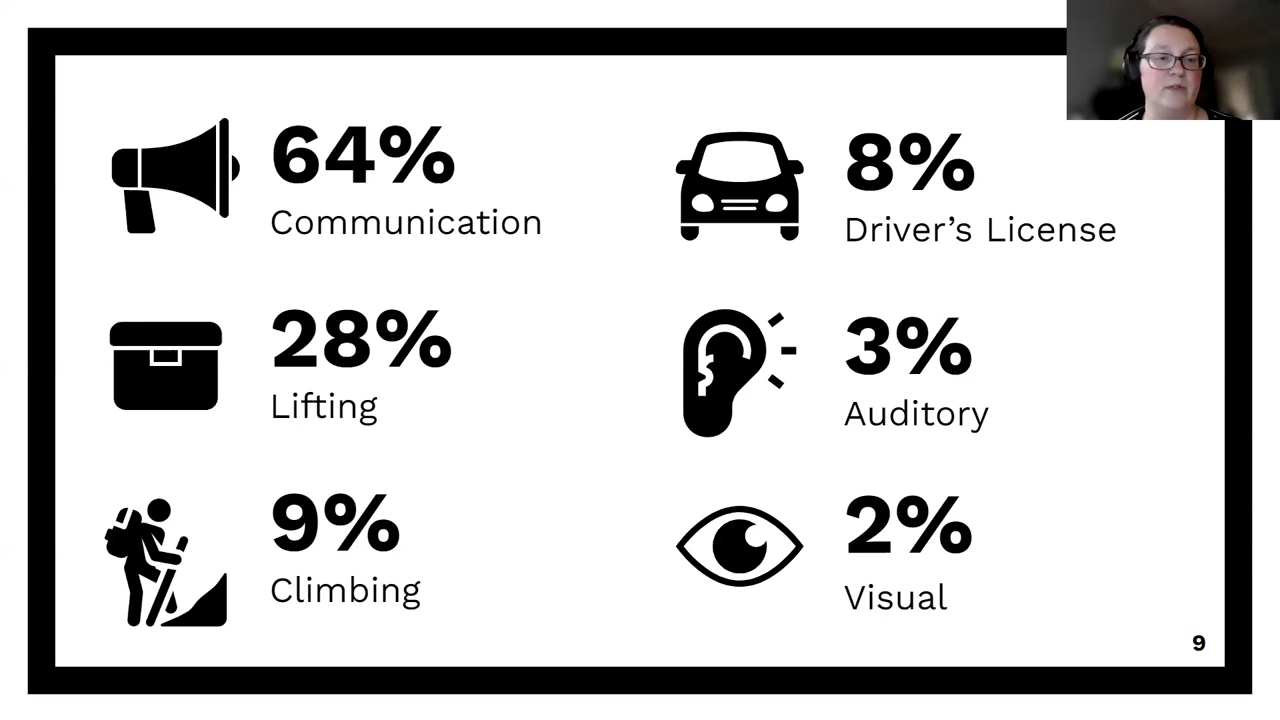 64%
Communication
8%
Driver’s License
28%
Lifting
3%
Auditory
9%
Climbing
2%
Visual
9